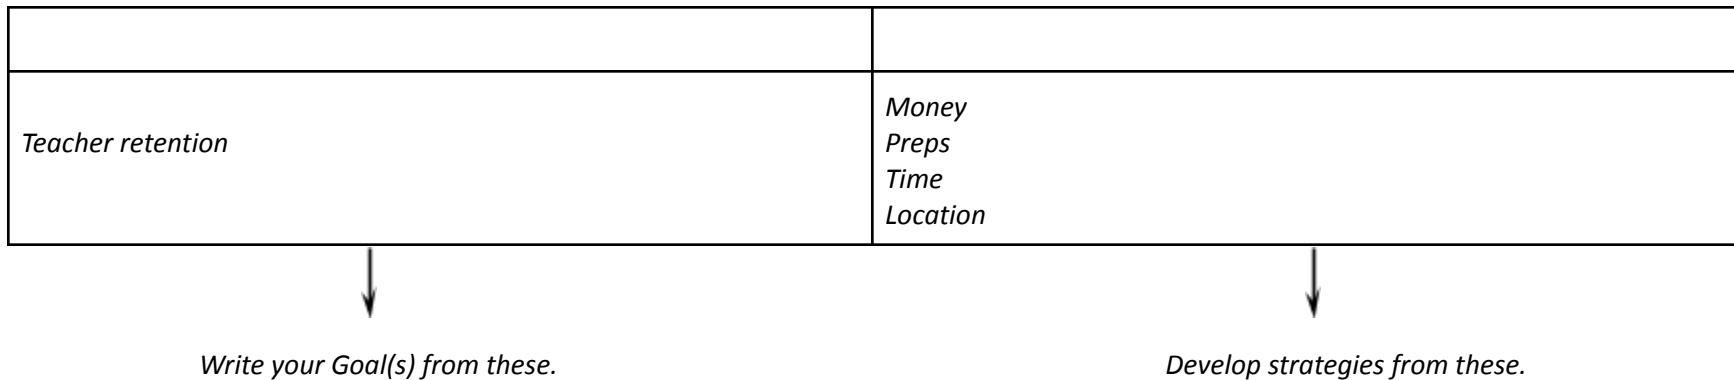 Teacher retention
Money
Preps
Time
Location
Write your Goal(s) from these.
Develop strategies from these.